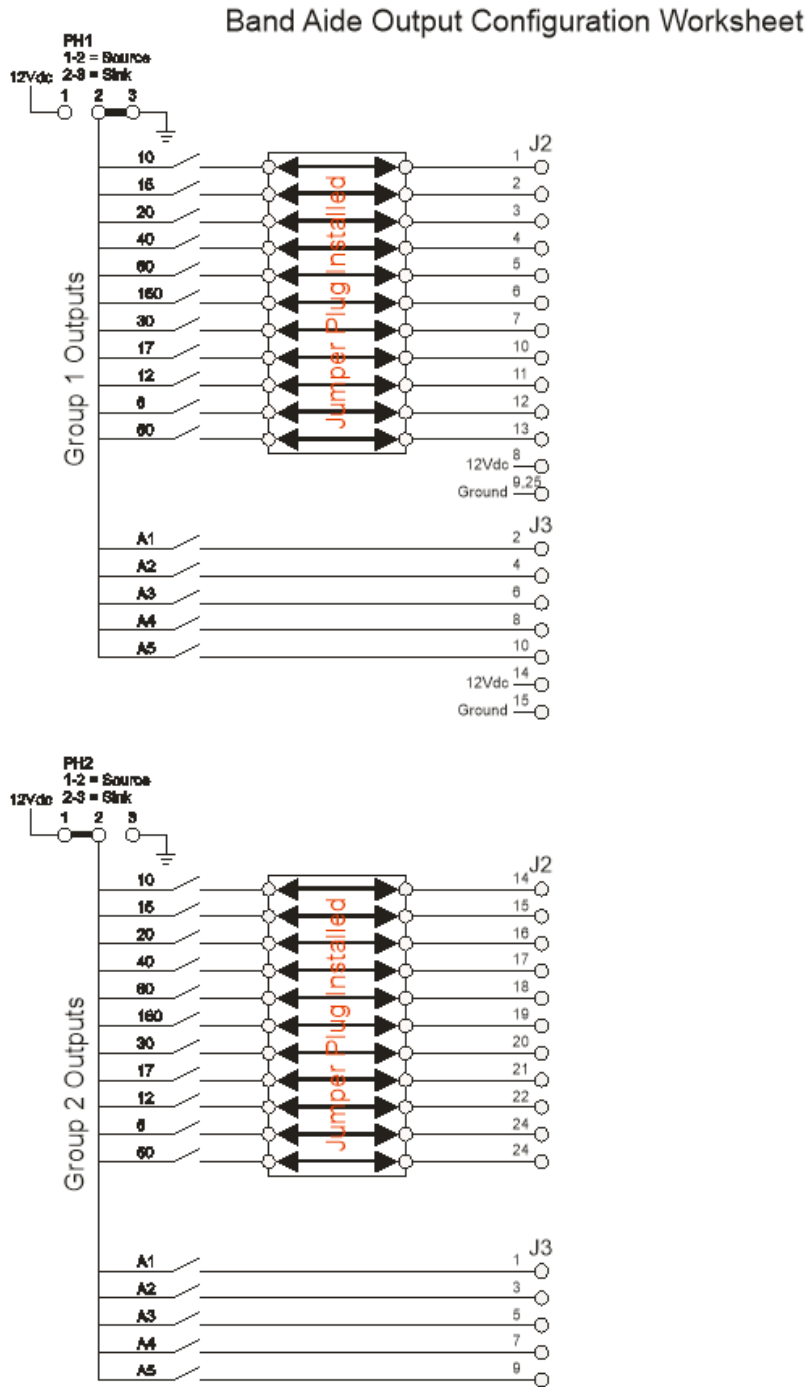 Band Aide Output Configuration Worksheet
PH1
1-2 = Source
2-3 = Sink
12Vdc
1 2 3
Group 1 Outputs
Jumper Plug Installed
J2
10 1
15 2
20 3
40 4
80 5
160 6
30 7
17 10
12 11
6 12
60 13
12Vdc 8
Ground 9,25
J3
A1 2
A2 4
A3 6
A4 8
A5 10
12Vdc 14
Ground 15
PH2
1-2 = Source
2-3 = Sink
12Vdc
1 2 3
Group 2 Outputs
Jumper Plug Installed
J2
10 14
15 15
20 16
40 17
80 18
160 19
30 20
17 21
12 22
6 24
60 24
J3
A1 1
A2 3
A3 5
A4 7
A5 9